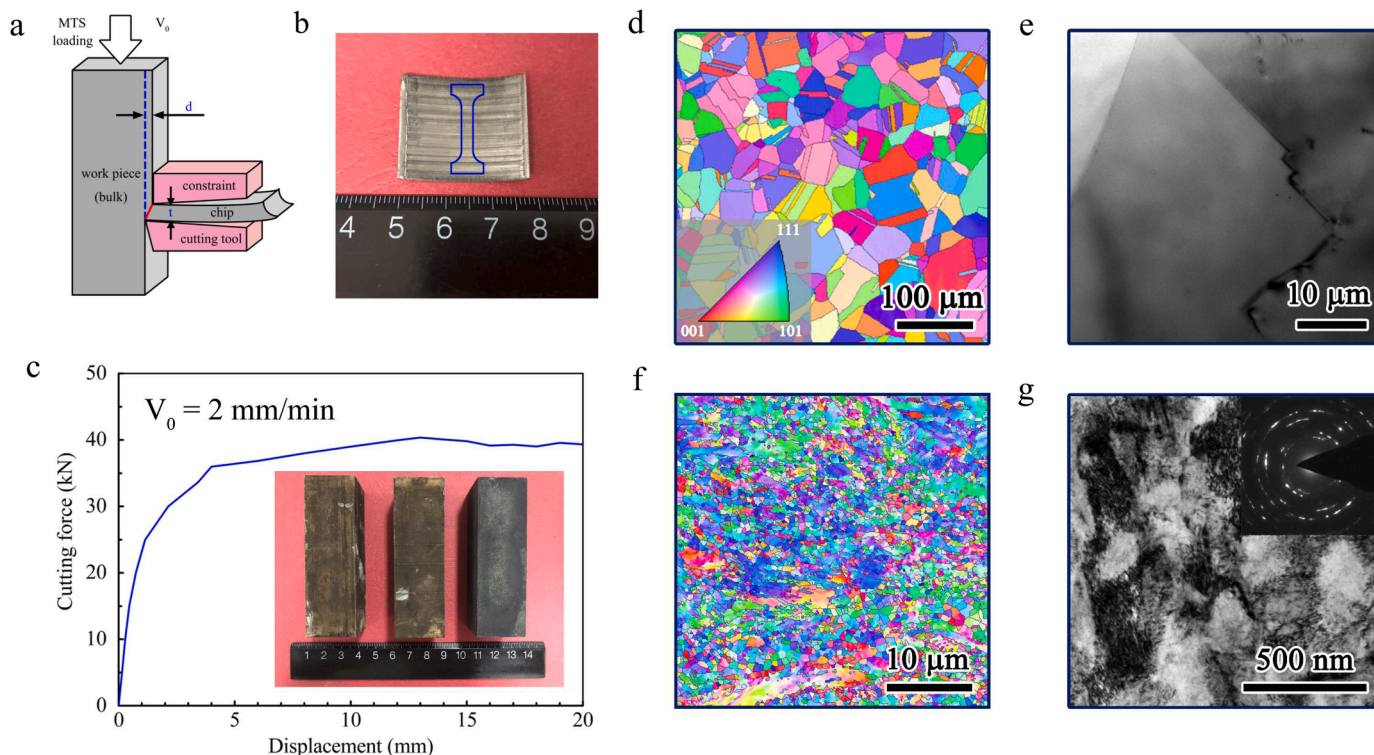 a
MTS
loading
V₀
d
work piece
(bulk)
constraint
t
chip
cutting tool
b
4 5 6 7 8 9
c
Cutting force (kN)
50
40
30
20
10
0
V₀ = 2 mm/min
1 2 3 4 5 6 7 8 9 10 11 12 13 14
0 5 10 15 20
Displacement (mm)
d
111
001
101
100 μm
e
10 μm
f
10 μm
g
500 nm